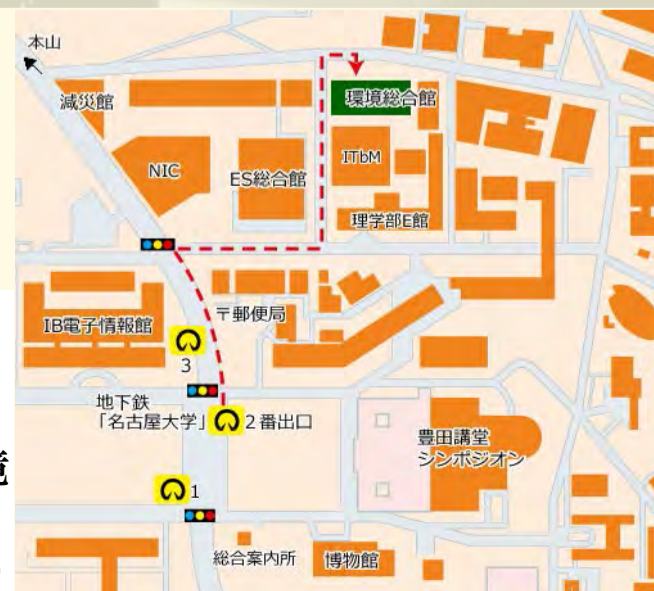 本山
減災館
環境総合館
NIC
ES総合館
ITbM
理学部E館
IB電子情報館
〒郵便局
3
地下鉄
「名古屋大学」
2番出口
豊田講堂
シンポジオン
1
総合案内所
博物館